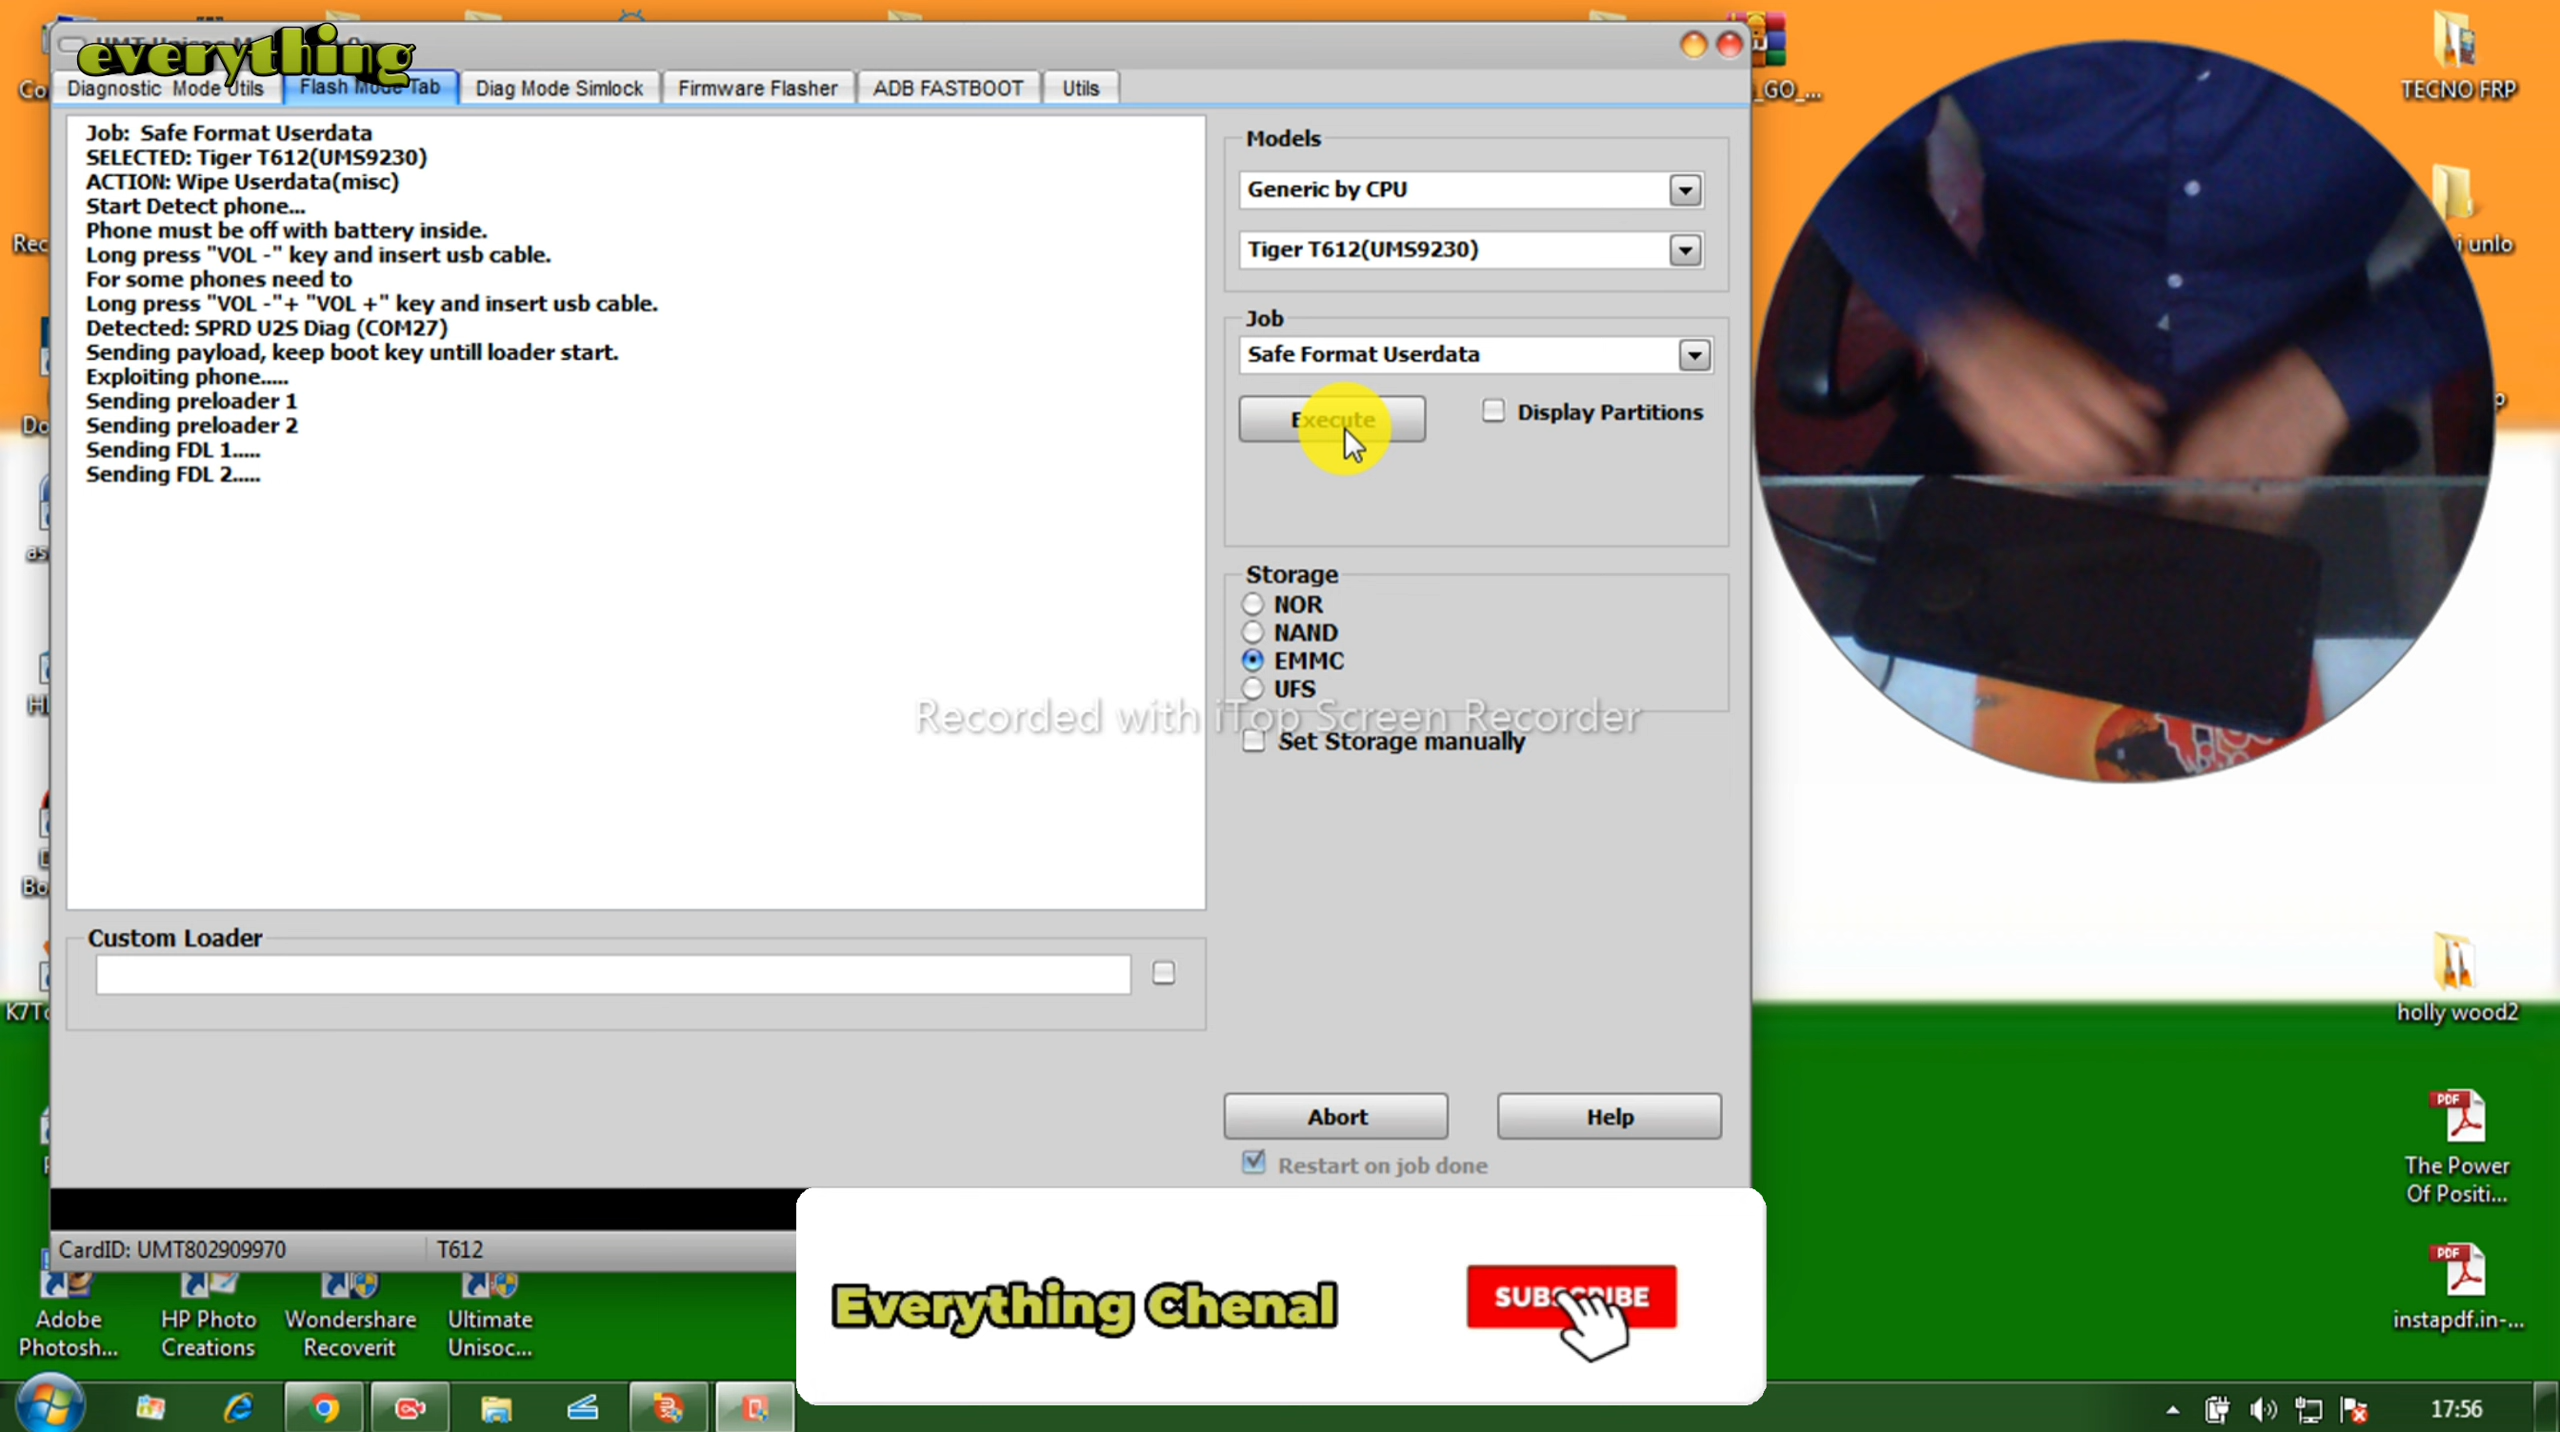 everything
Diagnostic Mode Utils
Flash Mode Tab
Diag Mode Simlock
Firmware Flasher
ADB FASTBOOT
Utils
Job: Safe Format Userdata
SELECTED: Tiger T612(UMS9230)
ACTION: Wipe Userdata(misc)
Start Detect phone...
Phone must be off with battery inside.
Long press "VOL -" key and insert usb cable.
For some phones need to
Long press "VOL -"+ "VOL +" key and insert usb cable.
Detected: SPRD U2S Diag (COM27)
Sending payload, keep boot key untill loader start.
Exploiting phone.....
Sending preloader 1
Sending preloader 2
Sending FDL 1.....
Sending FDL 2.....
Models
Generic by CPU
Tiger T612(UMS9230)
Job
Safe Format Userdata
Execute
Display Partitions
Storage
NOR
NAND
EMMC
UFS
Recorded with iTop Screen Recorder
Set Storage manually
Custom Loader
Abort
Help
Restart on job done
CardID: UMT802909970
T612
Everything Chenal
SUBSCRIBE
_GO_...
TECNO FRP
i unlo
holly wood2
PDF
The Power
Of Positi...
PDF
instapdf.in-...
Adobe
Photosh...
HP Photo
Creations
Wondershare
Recoverit
Ultimate
Unisoc...
17:56